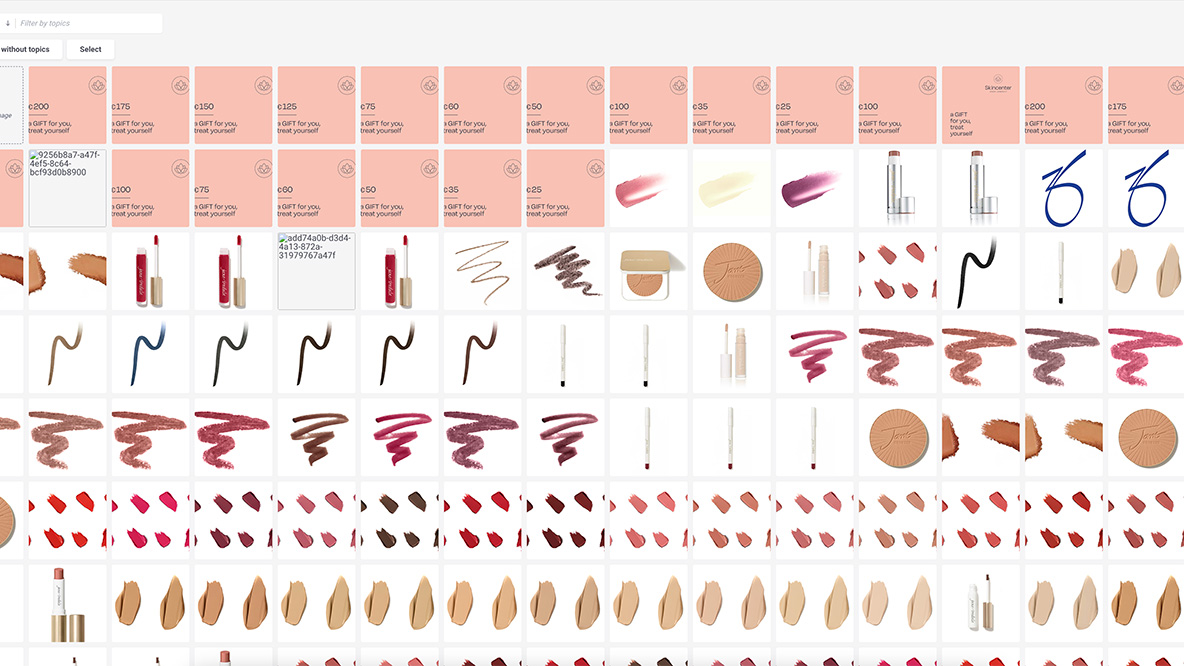 Filter by topics
without topics
Select
nage
c200
a GIFT for you,
treat yourself
c175
a GIFT for you,
treat yourself
c150
a GIFT for you,
treat yourself
c125
a GIFT for you,
treat yourself
c75
a GIFT for you,
treat yourself
c60
a GIFT for you,
treat yourself
c50
a GIFT for you,
treat yourself
c100
a GIFT for you,
treat yourself
c35
a GIFT for you,
treat yourself
c25
a GIFT for you,
treat yourself
c100
a GIFT for you,
treat yourself
Skincenter
a GIFT
for you,
treat
yourself
c200
a GIFT for you,
treat yourself
c175
a GIFT for you,
treat yourself
9256b8a7-a47f-
4ef5-8c64-
bcf93d0b8900
c100
a GIFT for you,
treat yourself
c75
a GIFT for you,
treat yourself
c60
a GIFT for you,
treat yourself
c50
a GIFT for you,
treat yourself
c35
a GIFT for you,
treat yourself
c25
a GIFT for you,
treat yourself
add74a0b-d3d4-
4a13-872a-
31979767a47f